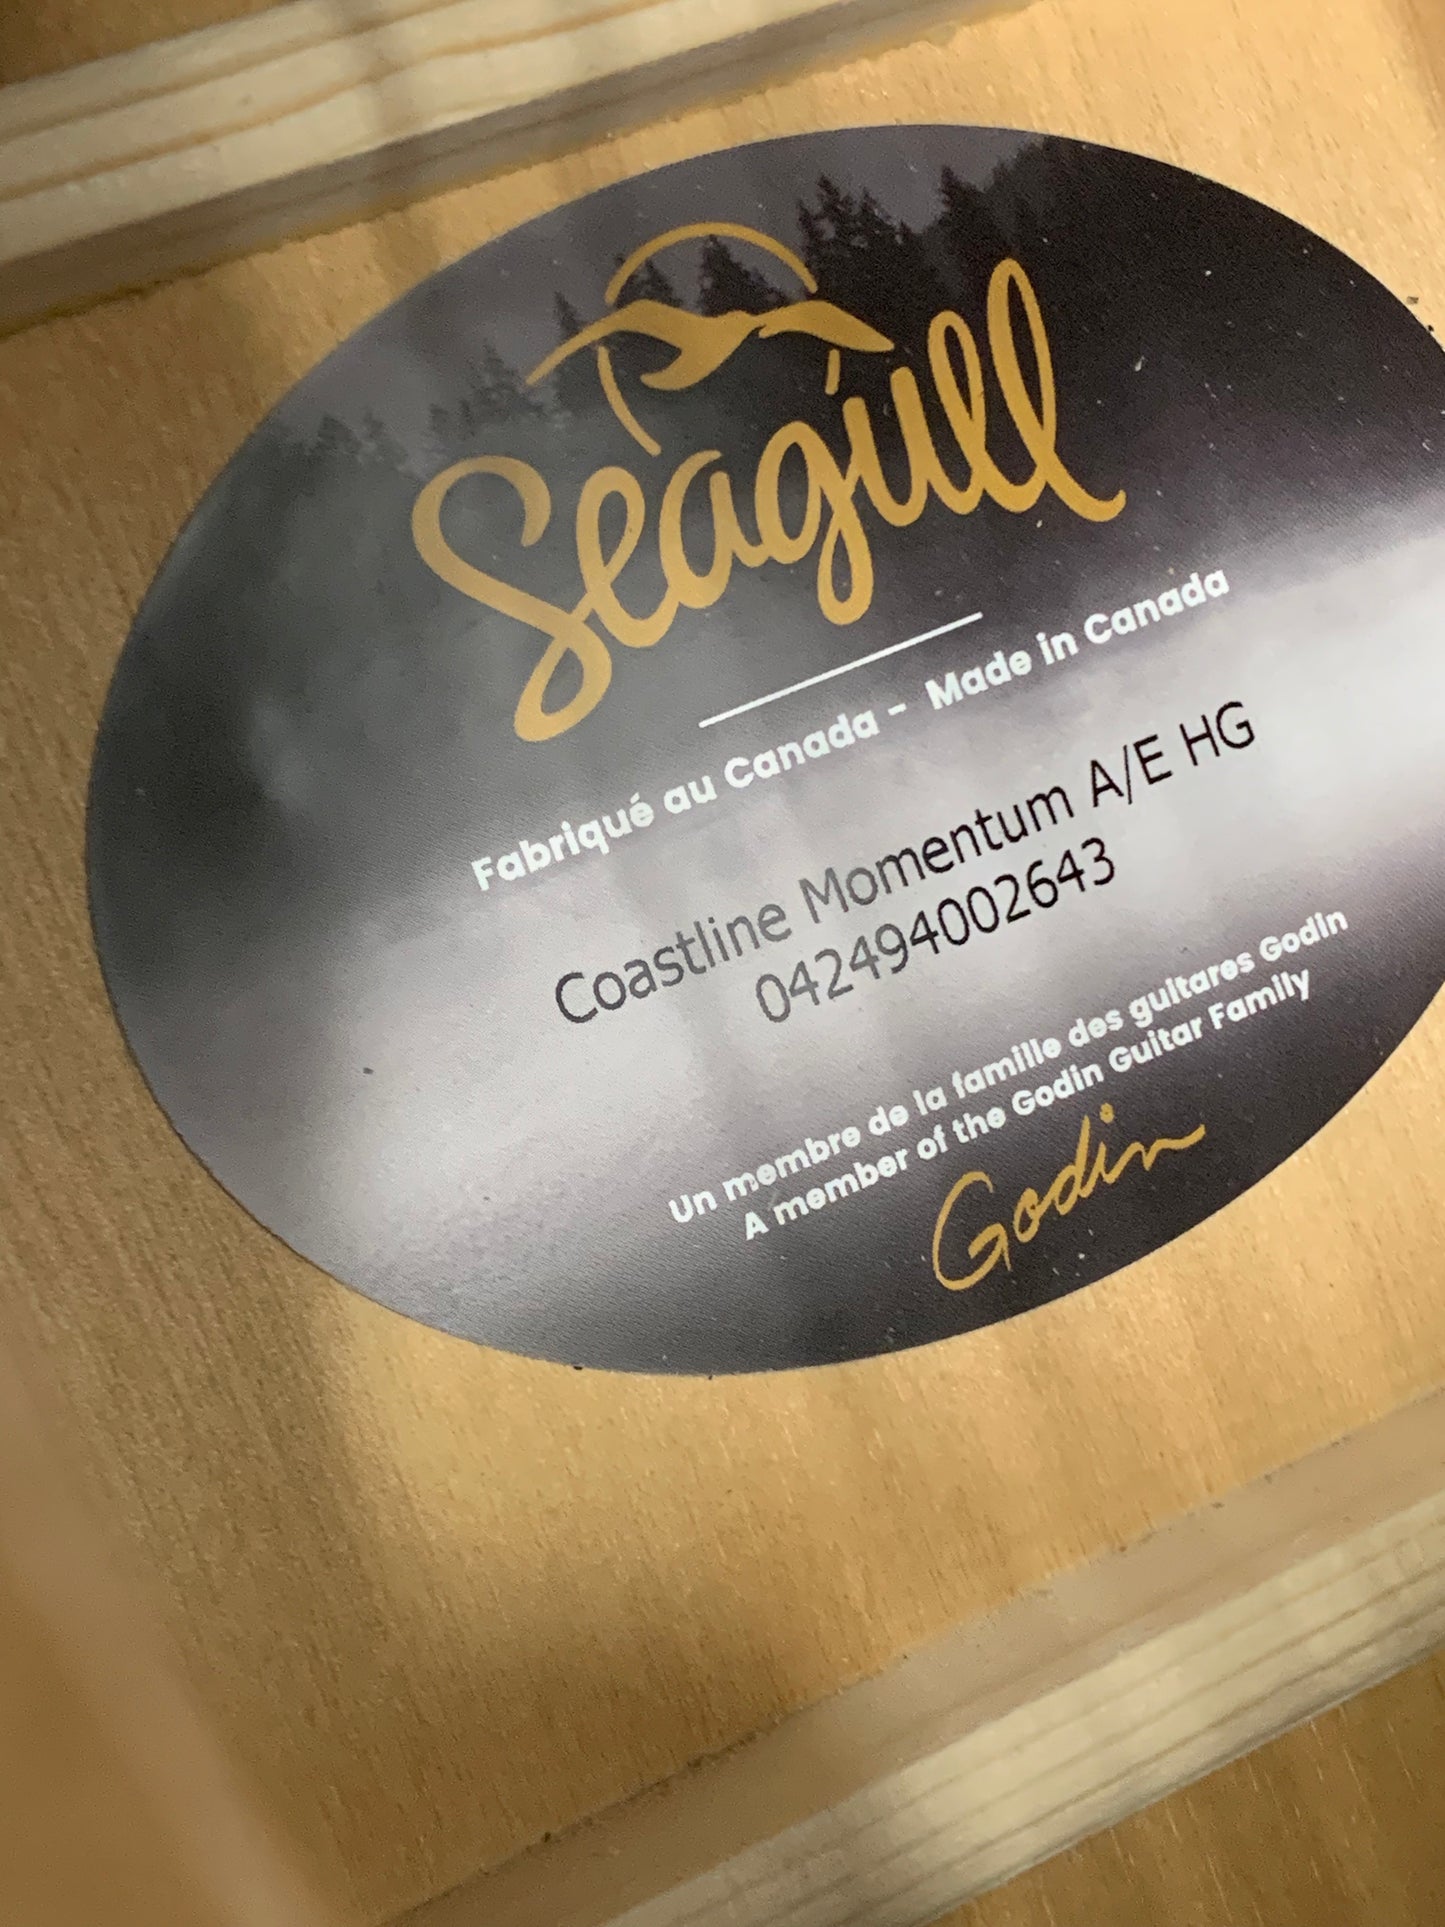 Seagull
Fabriqué au Canada - Made in Canada
Coastline Momentum A/E HG
042494002643
Un membre de la famille des guitares Godin
A member of the Godin Guitar Family
Godin